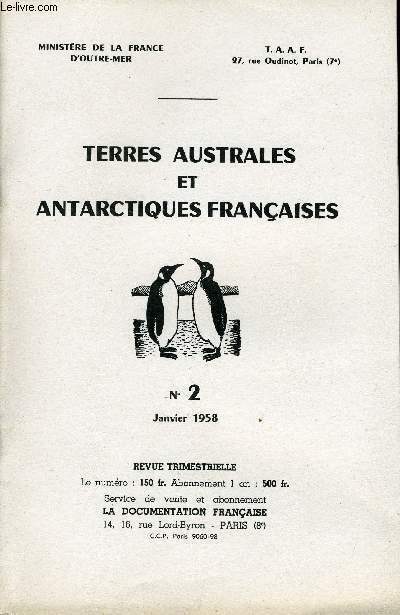 le-livre.com
MINISTÈRE DE LA FRANCE
D'OUTRE-MER
T. A. A. F.
27, rue Oudinot, Paris (7e)
TERRES AUSTRALES
ET
ANTARCTIQUES FRANÇAISES
N° 2
Janvier 1958
REVUE TRIMESTRIELLE
Le numéro : 150 fr. Abonnement 1 an : 500 fr.
Service de vente et abonnement
LA DOCUMENTATION FRANÇAISE
14, 16, rue Lord-Byron - PARIS (8e)
C.C.P. Paris 9060-98